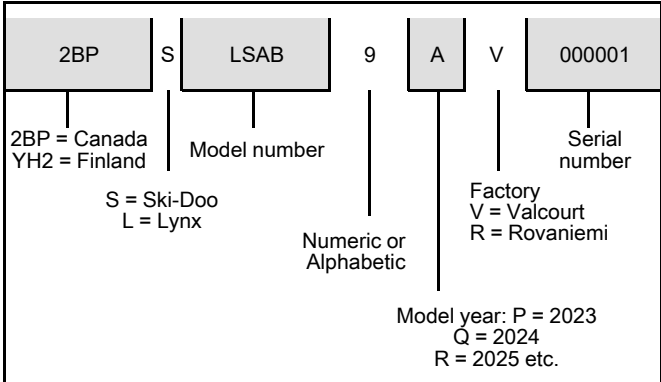 2BP S LSAB 9 A V 000001
2BP = Canada
YH2 = Finland
Model number
Serial
number
S = Ski-Doo
L = Lynx
Factory
V = Valcourt
R = Rovaniemi
Numeric or
Alphabetic
Model year: P = 2023
Q = 2024
R = 2025 etc.